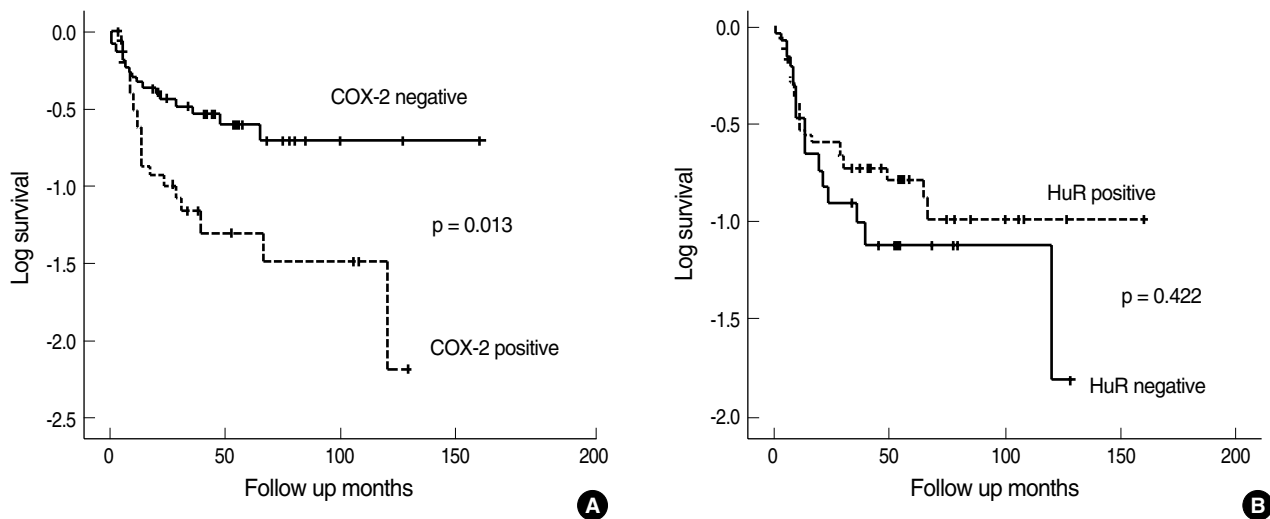 0.0
-0.5
-1.0
-1.5
-2.0
-2.5
Log survival
COX-2 negative
p = 0.013
COX-2 positive
0 50 100 150 200
Follow up months
A
0.0
-0.5
-1.0
-1.5
-2.0
Log survival
HuR positive
p = 0.422
HuR negative
0 50 100 150 200
Follow up months
B